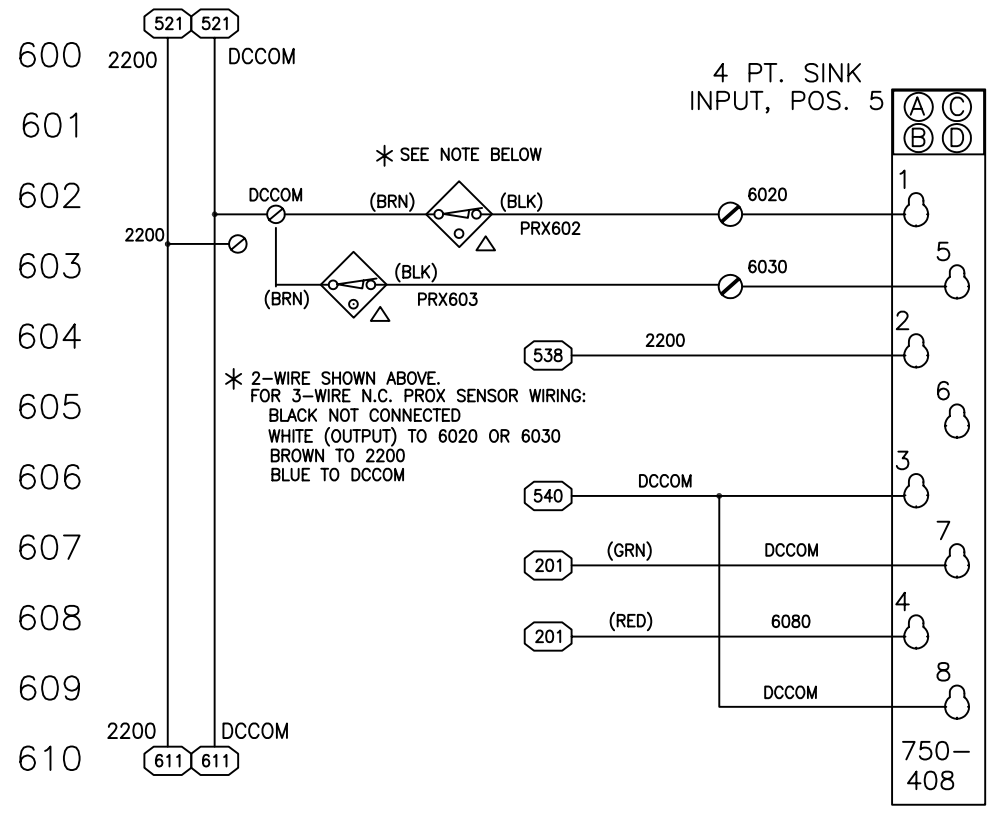 521 521
600 2200 DCCOM
4 PT. SINK
INPUT, POS. 5
A C
B D
601
* SEE NOTE BELOW
602 DCCOM (BRN) (BLK) 6020 1
PRX602
2200
603 (BLK) 6030 5
(BRN) PRX603
604 538 2200 2
* 2-WIRE SHOWN ABOVE.
FOR 3-WIRE N.C. PROX SENSOR WIRING:
BLACK NOT CONNECTED
WHITE (OUTPUT) TO 6020 OR 6030
BROWN TO 2200
BLUE TO DCCOM
605 6
606 540 DCCOM 3
607 201 (GRN) DCCOM 7
608 201 (RED) 6080 4
609 DCCOM 8
2200 DCCOM
610 611 611
750-
408